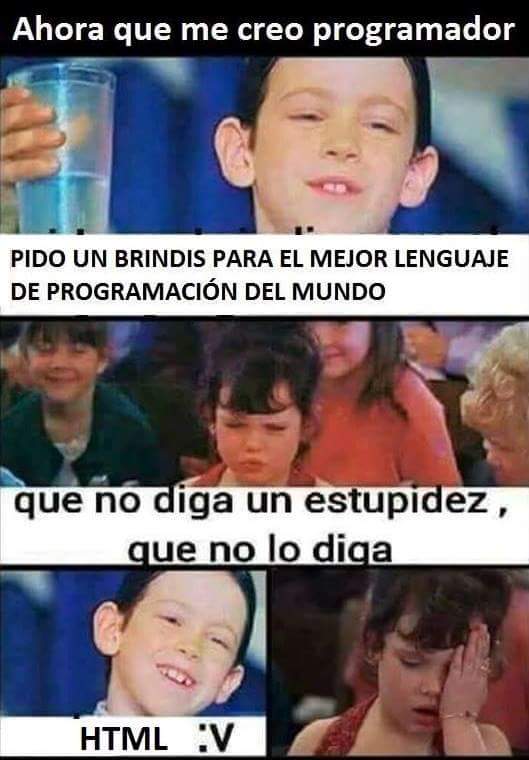 Ahora que me creo programador
PIDO UN BRINDIS PARA EL MEJOR LENGUAJE
DE PROGRAMACIÓN DEL MUNDO
que no diga un estupidez ,
que no lo diga
HTML :V